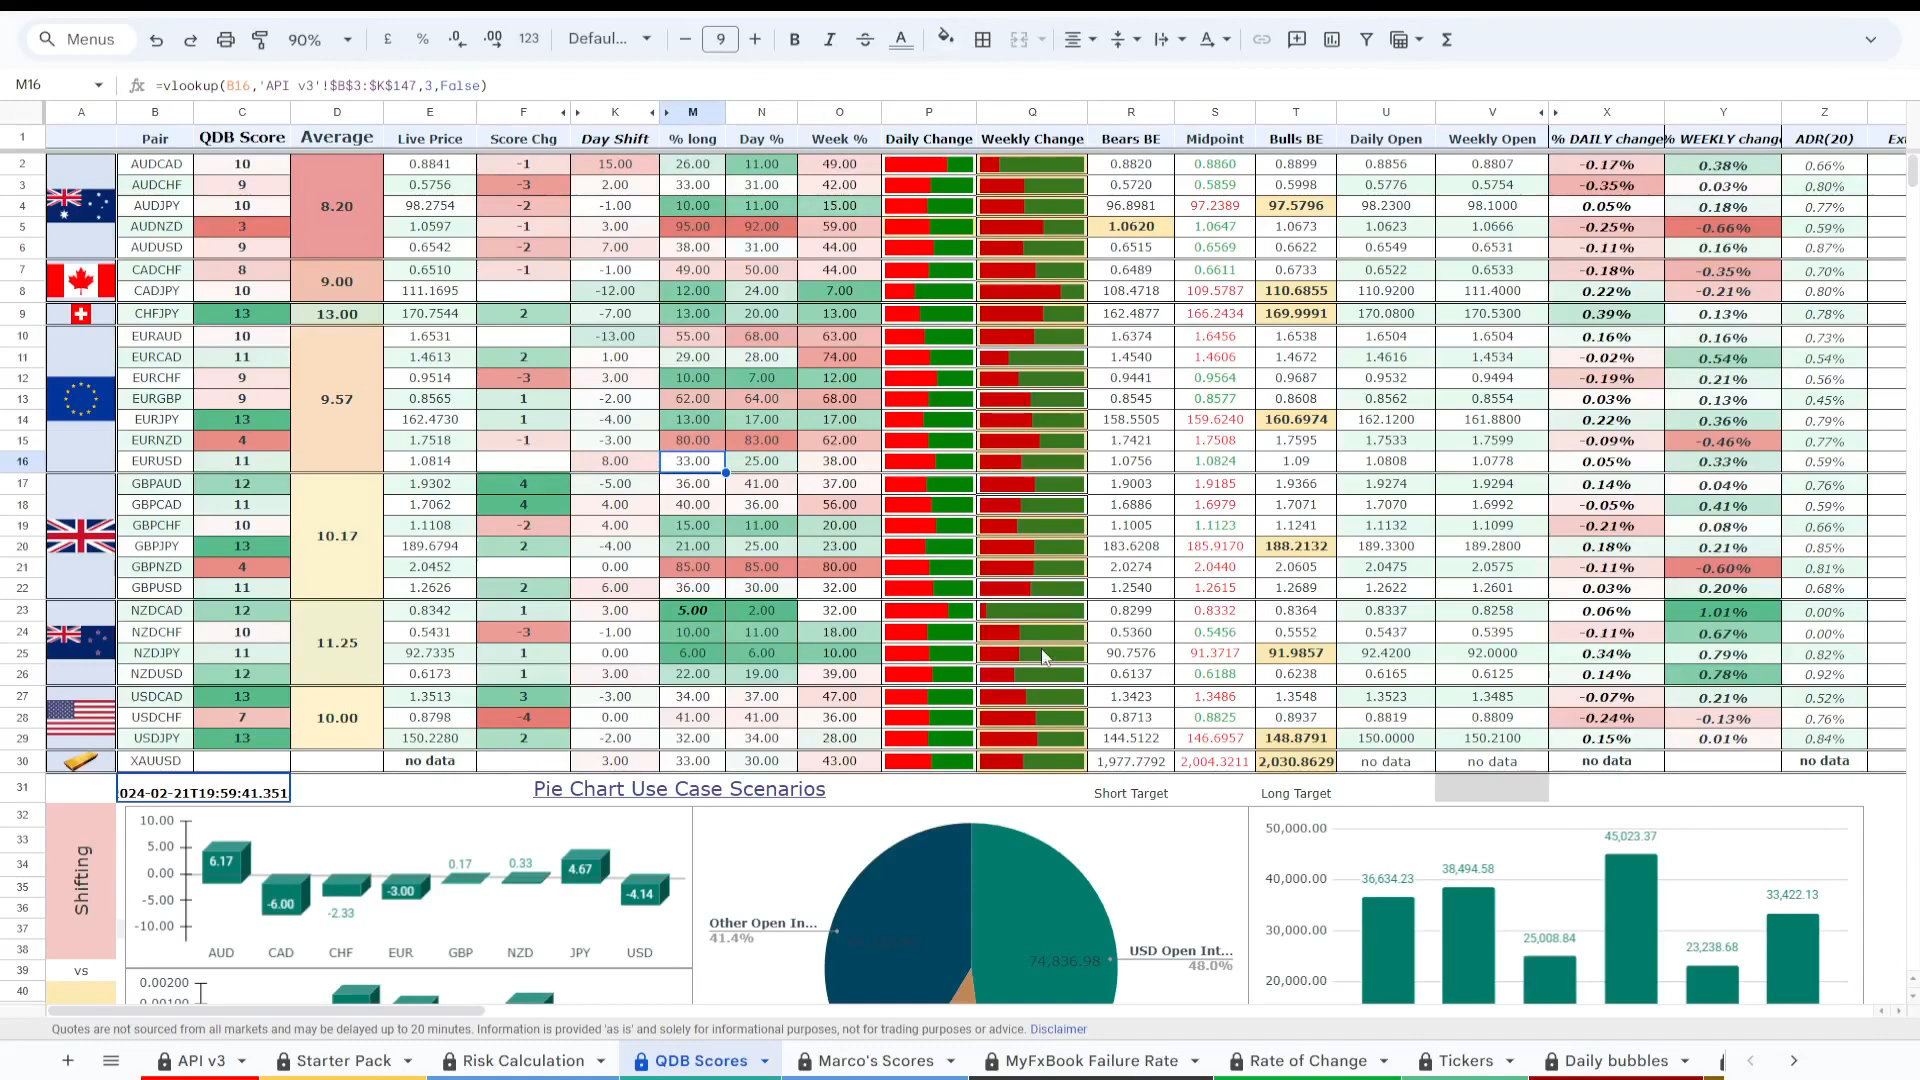 Menus 90% £ % .0 .00 123 Defaul... 9 B I A A Σ
M16 fx =vlookup(B16,'API v3'!$B$3:$K$147,3,False)
A B C D E F K M N O P Q R S T U V X Y Z
1 Pair QDB Score Average Live Price Score Chg Day Shift % long Day % Week % Daily Change Weekly Change Bears BE Midpoint Bulls BE Daily Open Weekly Open % DAILY change % WEEKLY chang ADR(20) Ex
2 AUDCAD 10 0.8841 -1 15.00 26.00 11.00 49.00 0.8820 0.8860 0.8899 0.8856 0.8807 -0.17% 0.38% 0.66%
3 AUDCHF 9 0.5756 -3 2.00 33.00 31.00 42.00 0.5720 0.5859 0.5998 0.5776 0.5754 -0.35% 0.03% 0.80%
4 AUDJPY 10 8.20 98.2754 -2 -1.00 10.00 11.00 15.00 96.8981 97.2389 97.5796 98.2300 98.1000 0.05% 0.18% 0.77%
5 AUDNZD 3 1.0597 -1 3.00 95.00 92.00 59.00 1.0620 1.0647 1.0673 1.0623 1.0666 -0.25% -0.66% 0.59%
6 AUDUSD 9 0.6542 -2 7.00 38.00 31.00 44.00 0.6515 0.6569 0.6622 0.6549 0.6531 -0.11% 0.16% 0.87%
7 CADCHF 8 9.00 0.6510 -1 -1.00 49.00 50.00 44.00 0.6489 0.6611 0.6733 0.6522 0.6533 -0.18% -0.35% 0.70%
8 CADJPY 10 111.1695 -12.00 12.00 24.00 7.00 108.4718 109.5787 110.6855 110.9200 111.4000 0.22% -0.21% 0.80%
9 CHFJPY 13 13.00 170.7544 2 -7.00 13.00 20.00 13.00 162.4877 166.2434 169.9991 170.0800 170.5300 0.39% 0.13% 0.78%
10 EURAUD 10 1.6531 -13.00 55.00 68.00 63.00 1.6374 1.6456 1.6538 1.6504 1.6504 0.16% 0.16% 0.73%
11 EURCAD 11 1.4613 2 1.00 29.00 28.00 74.00 1.4540 1.4606 1.4672 1.4616 1.4534 -0.02% 0.54% 0.54%
12 EURCHF 9 0.9514 -3 3.00 10.00 7.00 12.00 0.9441 0.9564 0.9687 0.9532 0.9494 -0.19% 0.21% 0.56%
13 EURGBP 9 9.57 0.8565 1 -2.00 62.00 64.00 68.00 0.8545 0.8577 0.8608 0.8562 0.8554 0.03% 0.13% 0.45%
14 EURJPY 13 162.4730 1 -4.00 13.00 17.00 17.00 158.5505 159.6240 160.6974 162.1200 161.8800 0.22% 0.36% 0.79%
15 EURNZD 4 1.7518 -1 -3.00 80.00 83.00 62.00 1.7421 1.7508 1.7595 1.7533 1.7599 -0.09% -0.46% 0.77%
16 EURUSD 11 1.0814 8.00 33.00 25.00 38.00 1.0756 1.0824 1.09 1.0808 1.0778 0.05% 0.33% 0.59%
17 GBPAUD 12 1.9302 4 -5.00 36.00 41.00 37.00 1.9003 1.9185 1.9366 1.9274 1.9294 0.14% 0.04% 0.76%
18 GBPCAD 11 1.7062 4 4.00 40.00 36.00 56.00 1.6886 1.6979 1.7071 1.7070 1.6992 -0.05% 0.41% 0.59%
19 GBPCHF 10 10.17 1.1108 -2 4.00 15.00 11.00 20.00 1.1005 1.1123 1.1241 1.1132 1.1099 -0.21% 0.08% 0.66%
20 GBPJPY 13 189.6794 2 -4.00 21.00 25.00 23.00 183.6208 185.9170 188.2132 189.3300 189.2800 0.18% 0.21% 0.85%
21 GBPNZD 4 2.0452 0.00 85.00 85.00 80.00 2.0274 2.0440 2.0605 2.0475 2.0575 -0.11% -0.60% 0.81%
22 GBPUSD 11 1.2626 2 6.00 36.00 30.00 32.00 1.2540 1.2615 1.2689 1.2622 1.2601 0.03% 0.20% 0.68%
23 NZDCAD 12 0.8342 1 3.00 5.00 2.00 32.00 0.8299 0.8332 0.8364 0.8337 0.8258 0.06% 1.01% 0.00%
24 NZDCHF 10 11.25 0.5431 -3 -1.00 10.00 11.00 18.00 0.5360 0.5456 0.5552 0.5437 0.5395 -0.11% 0.67% 0.00%
25 NZDJPY 11 92.7335 1 0.00 6.00 6.00 10.00 90.7576 91.3717 91.9857 92.4200 92.0000 0.34% 0.79% 0.82%
26 NZDUSD 12 0.6173 1 3.00 22.00 19.00 39.00 0.6137 0.6188 0.6238 0.6165 0.6125 0.14% 0.78% 0.92%
27 USDCAD 13 1.3513 3 -3.00 34.00 37.00 47.00 1.3423 1.3486 1.3548 1.3523 1.3485 -0.07% 0.21% 0.52%
28 USDCHF 7 10.00 0.8798 -4 0.00 41.00 41.00 36.00 0.8713 0.8825 0.8937 0.8819 0.8809 -0.24% -0.13% 0.76%
29 USDJPY 13 150.2280 2 -2.00 32.00 34.00 28.00 144.5122 146.6957 148.8791 150.0000 150.2100 0.15% 0.01% 0.84%
30 XAUUSD no data 3.00 33.00 30.00 43.00 1,977.7792 2,004.3211 2,030.8629 no data no data no data no data
31 024-02-21T19:59:41.351 Pie Chart Use Case Scenarios Short Target Long Target
32
33
34
35
36
37
38
39
40
Shifting
vs
10.00
5.00
0.00
-5.00
-10.00
6.17 -6.00 -2.33 -3.00 0.17 0.33 4.67 -4.14
AUD CAD CHF EUR GBP NZD JPY USD
0.00200
Other Open In...
41.4%
74,836.98
USD Open Int...
48.0%
50,000.00
40,000.00
30,000.00
20,000.00
36,634.23 38,494.58 25,008.84 45,023.37 23,238.68 33,422.13
Quotes are not sourced from all markets and may be delayed up to 20 minutes. Information is provided 'as is' and solely for informational purposes, not for trading purposes or advice. Disclaimer
API v3 Starter Pack Risk Calculation QDB Scores Marco's Scores MyFxBook Failure Rate Rate of Change Tickers Daily bubbles